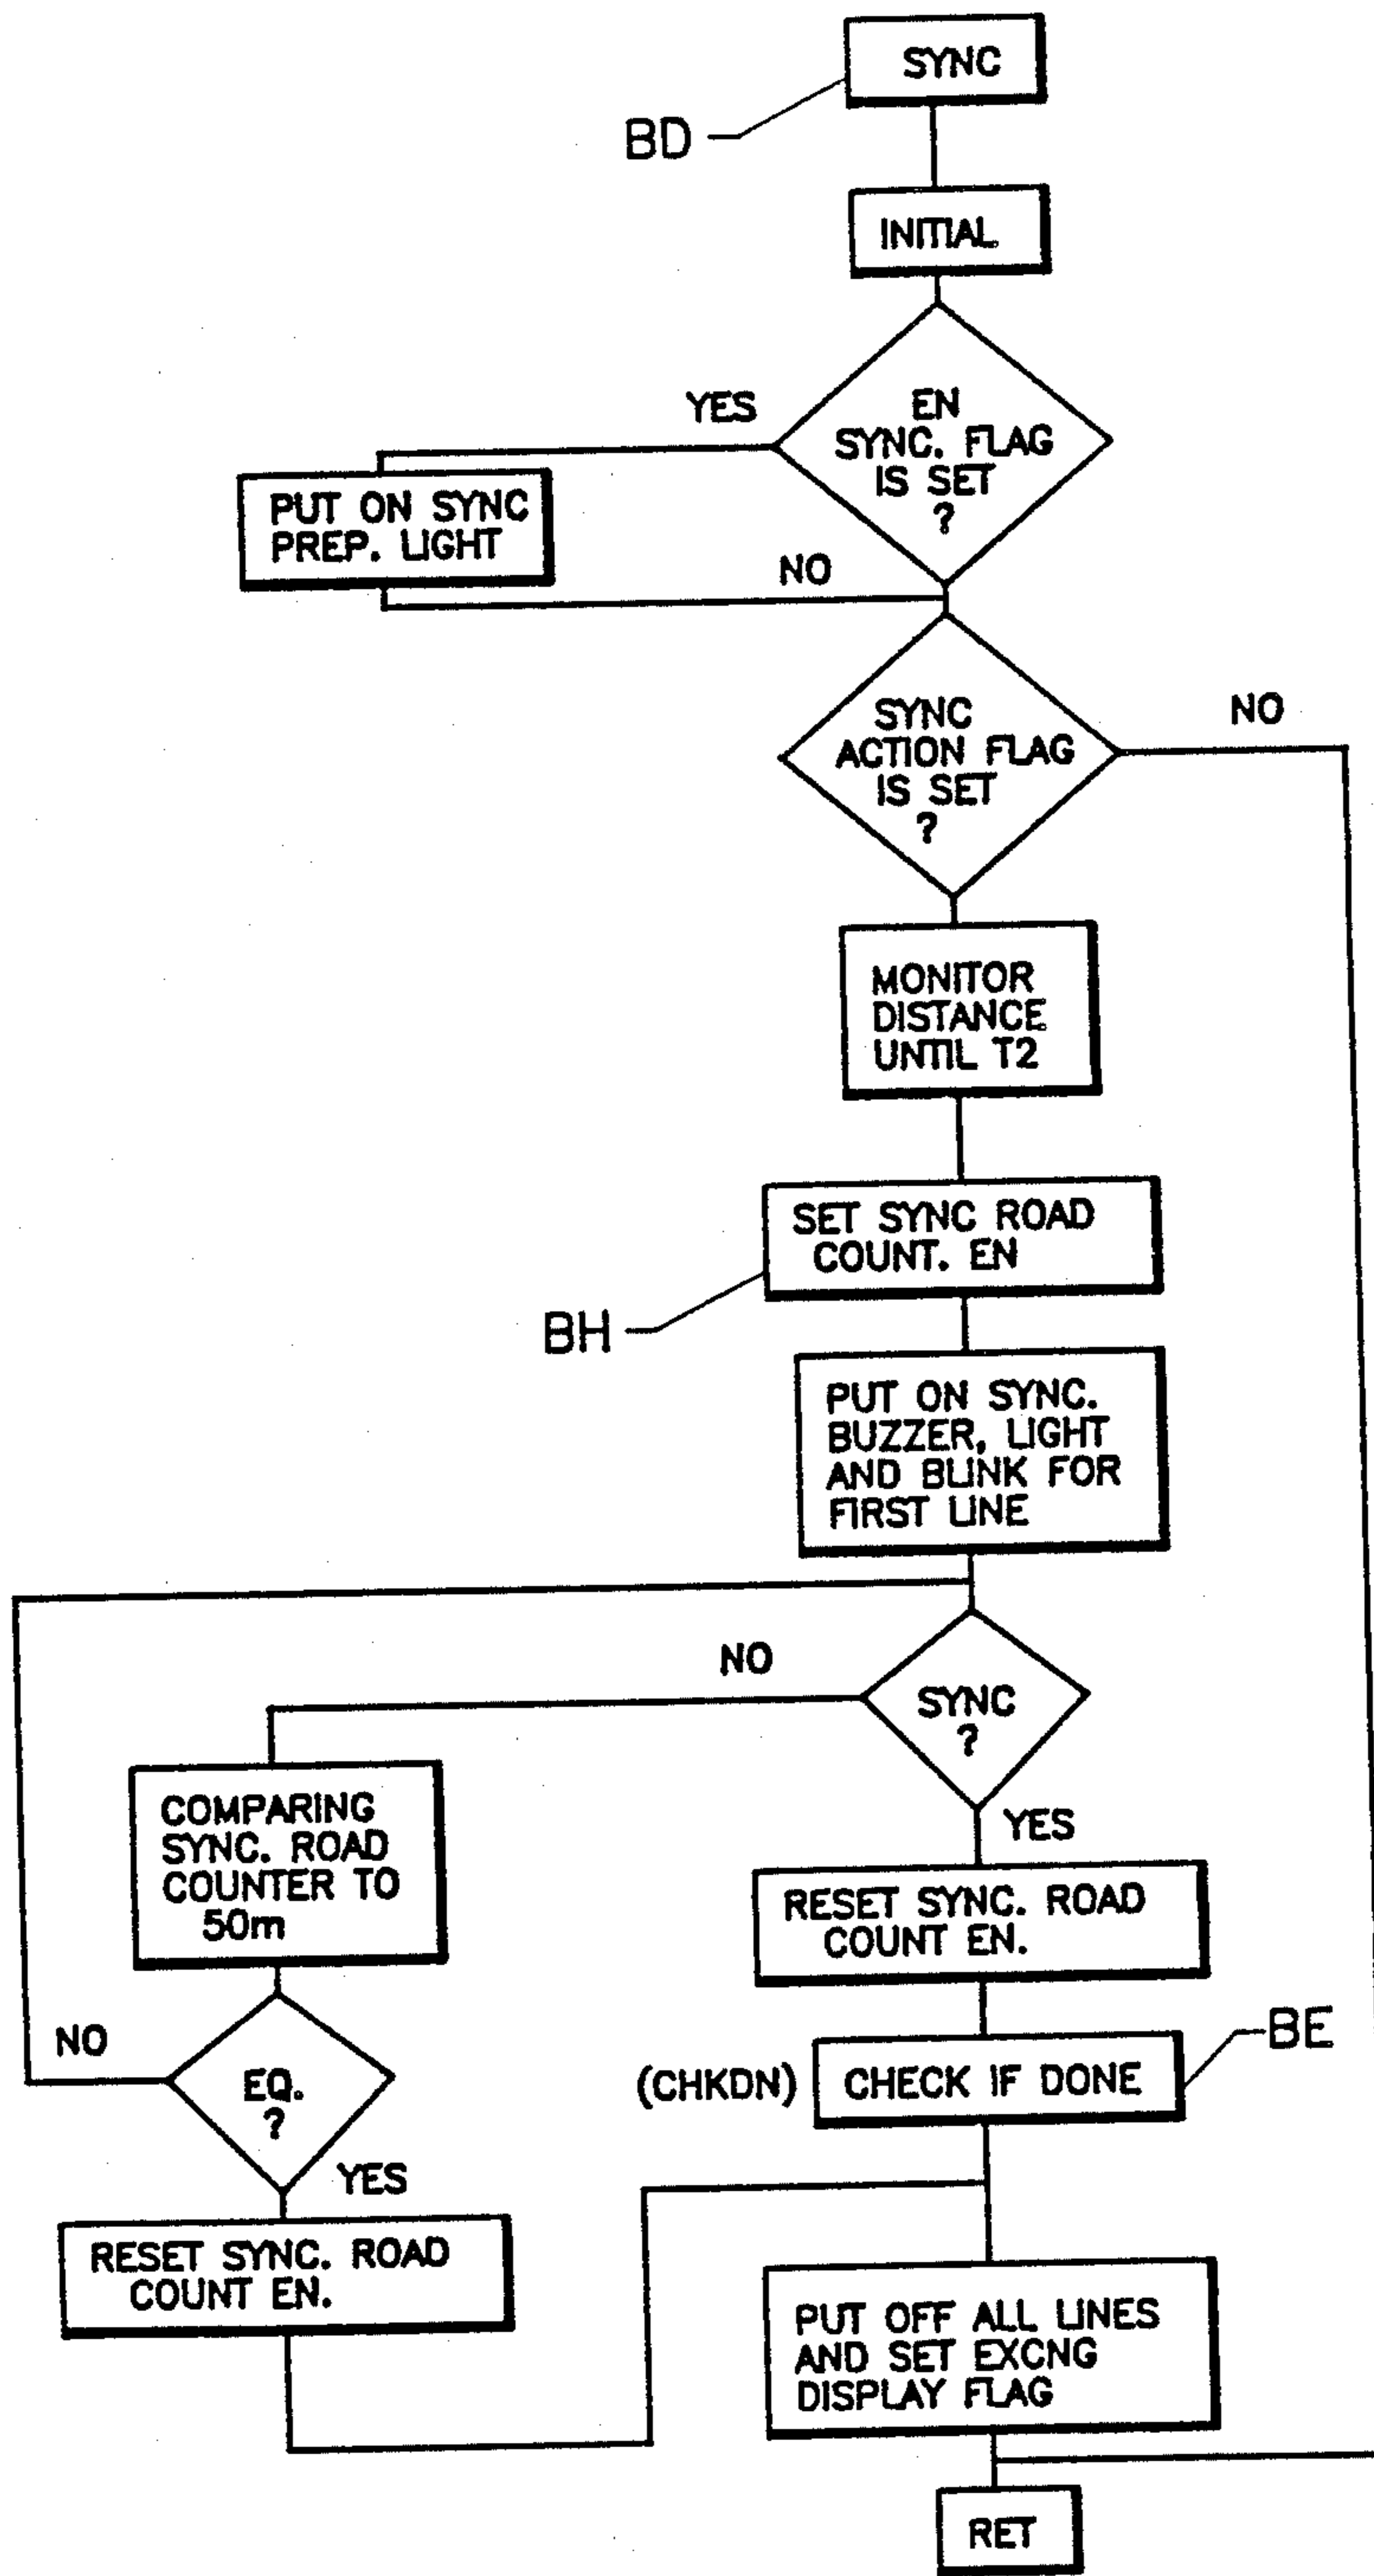 SYNC
BD
INITIAL
YES
EN
SYNC. FLAG
IS SET
?
PUT ON SYNC
PREP. LIGHT
NO
SYNC
ACTION FLAG
IS SET
?
NO
MONITOR
DISTANCE
UNTIL T2
SET SYNC ROAD
COUNT. EN
BH
PUT ON SYNC.
BUZZER, LIGHT
AND BLINK FOR
FIRST LINE
NO
SYNC
?
YES
COMPARING
SYNC. ROAD
COUNTER TO
50m
RESET SYNC. ROAD
COUNT EN.
NO
EQ.
?
(CHKDN)
CHECK IF DONE
BE
YES
RESET SYNC. ROAD
COUNT EN.
PUT OFF ALL LINES
AND SET EXCNG
DISPLAY FLAG
RET